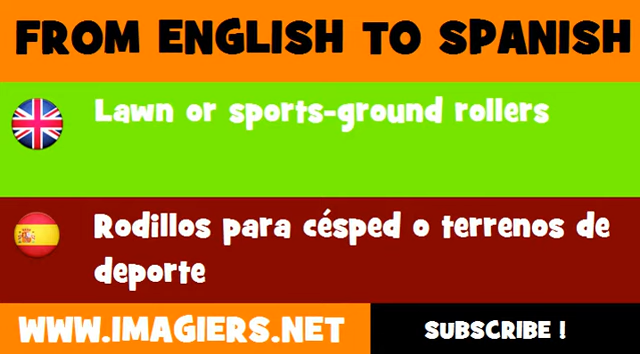 FROM ENGLISH TO SPANISH
Lawn or sports-ground rollers
Rodillos para césped o terrenos de
deporte
WWW.IMAGIERS.NET
SUBSCRIBE !